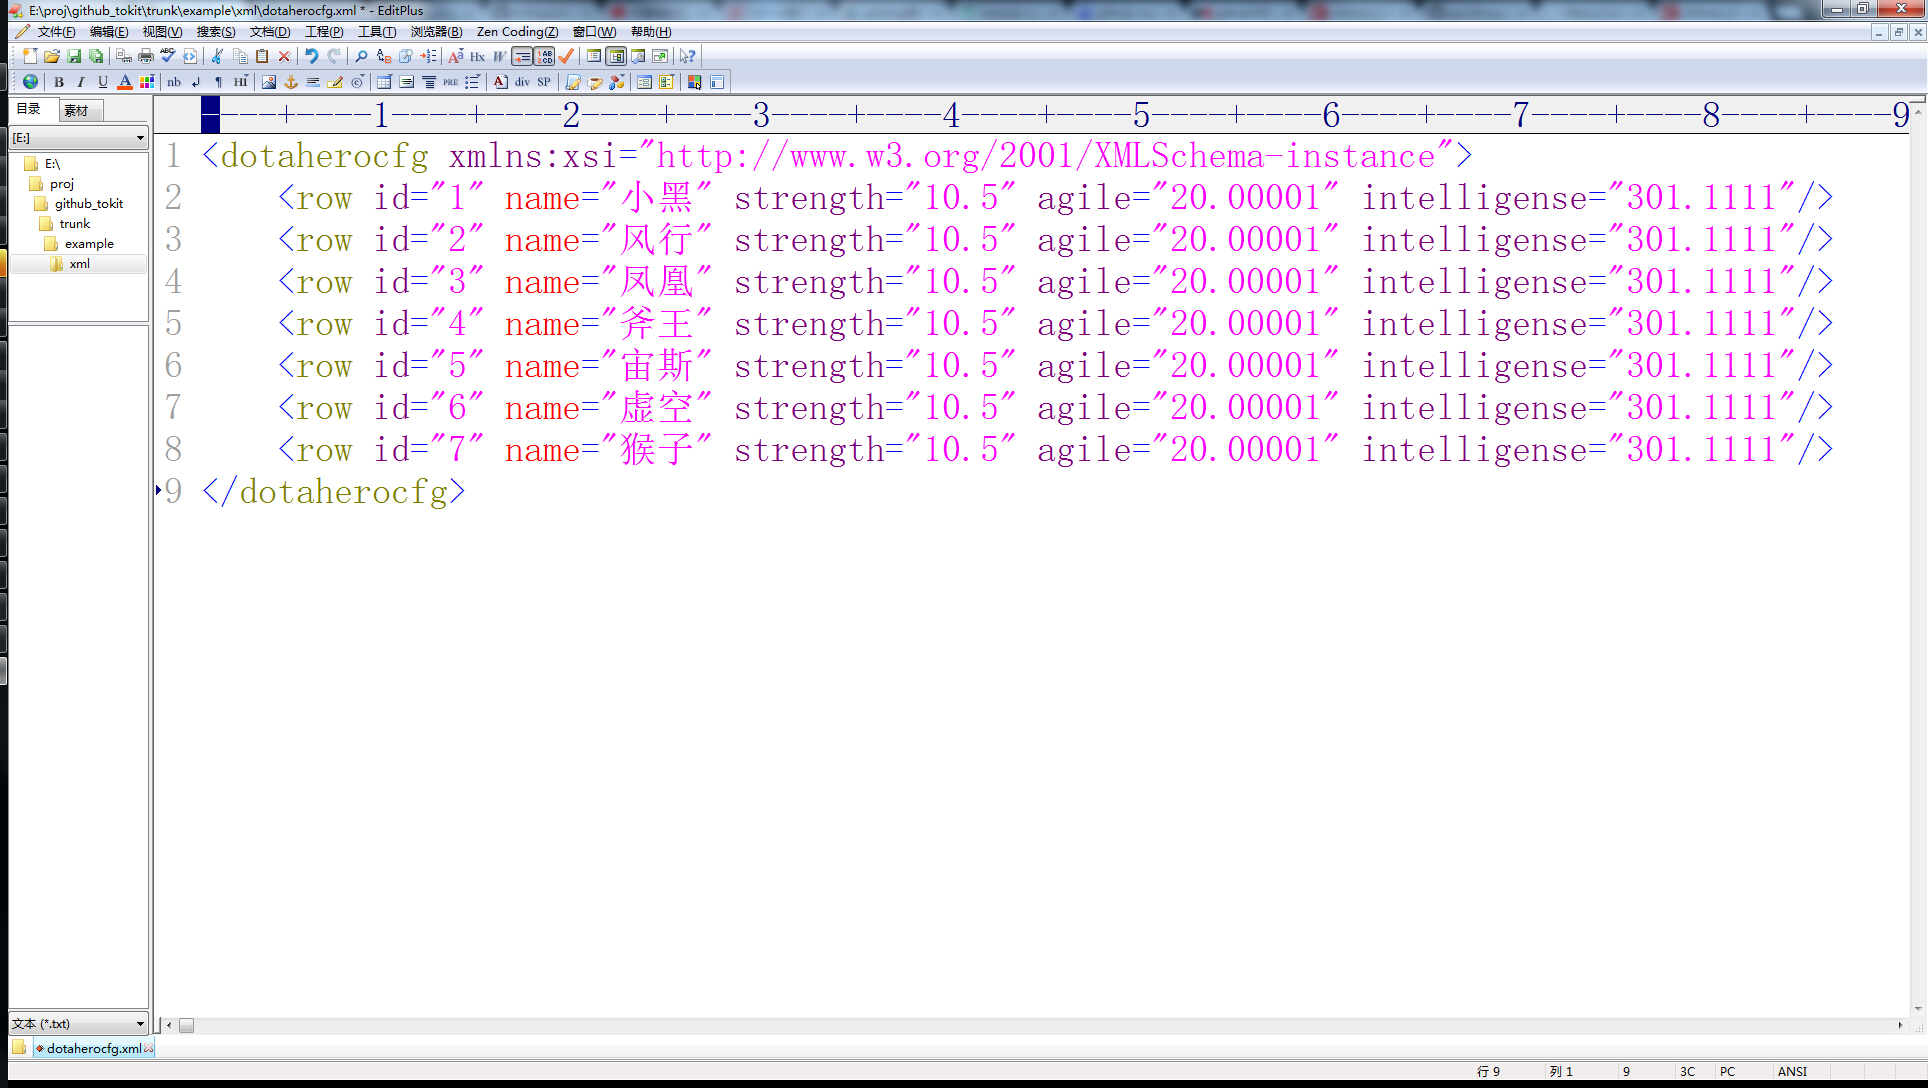 E:\proj\github_tokit\trunk\example\xml\dotaherocfg.xml * - EditPlus
文件(F) 编辑(E) 视图(V) 搜索(S) 文档(D) 工程(P) 工具(T) 浏览器(B) Zen Coding(Z) 窗口(W) 帮助(H)
B I U A nb ¶ HI PRE A div SP
目录 素材
[E:]
E:\
proj
github_tokit
trunk
example
xml
----+----1----+----2----+----3----+----4----+----5----+----6----+----7----+----8----+----9
1 <dotaherocfg xmlns:xsi="http://www.w3.org/2001/XMLSchema-instance">
2     <row id="1" name="小黑" strength="10.5" agile="20.00001" intelligense="301.1111"/>
3     <row id="2" name="风行" strength="10.5" agile="20.00001" intelligense="301.1111"/>
4     <row id="3" name="凤凰" strength="10.5" agile="20.00001" intelligense="301.1111"/>
5     <row id="4" name="斧王" strength="10.5" agile="20.00001" intelligense="301.1111"/>
6     <row id="5" name="宙斯" strength="10.5" agile="20.00001" intelligense="301.1111"/>
7     <row id="6" name="虚空" strength="10.5" agile="20.00001" intelligense="301.1111"/>
8     <row id="7" name="猴子" strength="10.5" agile="20.00001" intelligense="301.1111"/>
9 </dotaherocfg>
文本 (*.txt)
dotaherocfg.xml
行 9 列 1 9 3C PC ANSI